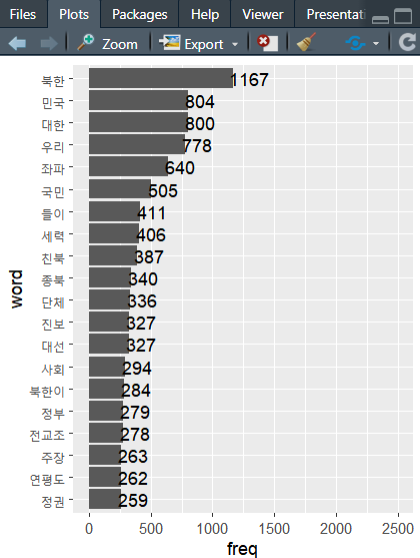 Files Plots Packages Help Viewer Presentati
Zoom Export
북한 1167
민국 804
대한 800
우리 778
좌파 640
국민 505
들이 411
세력 406
친북 387
종북 340
단체 336
진보 327
대선 327
사회 294
북한이 284
정부 279
전교조 278
주장 263
연평도 262
정권 259
word
0 500 1000 1500 2000 2500
freq